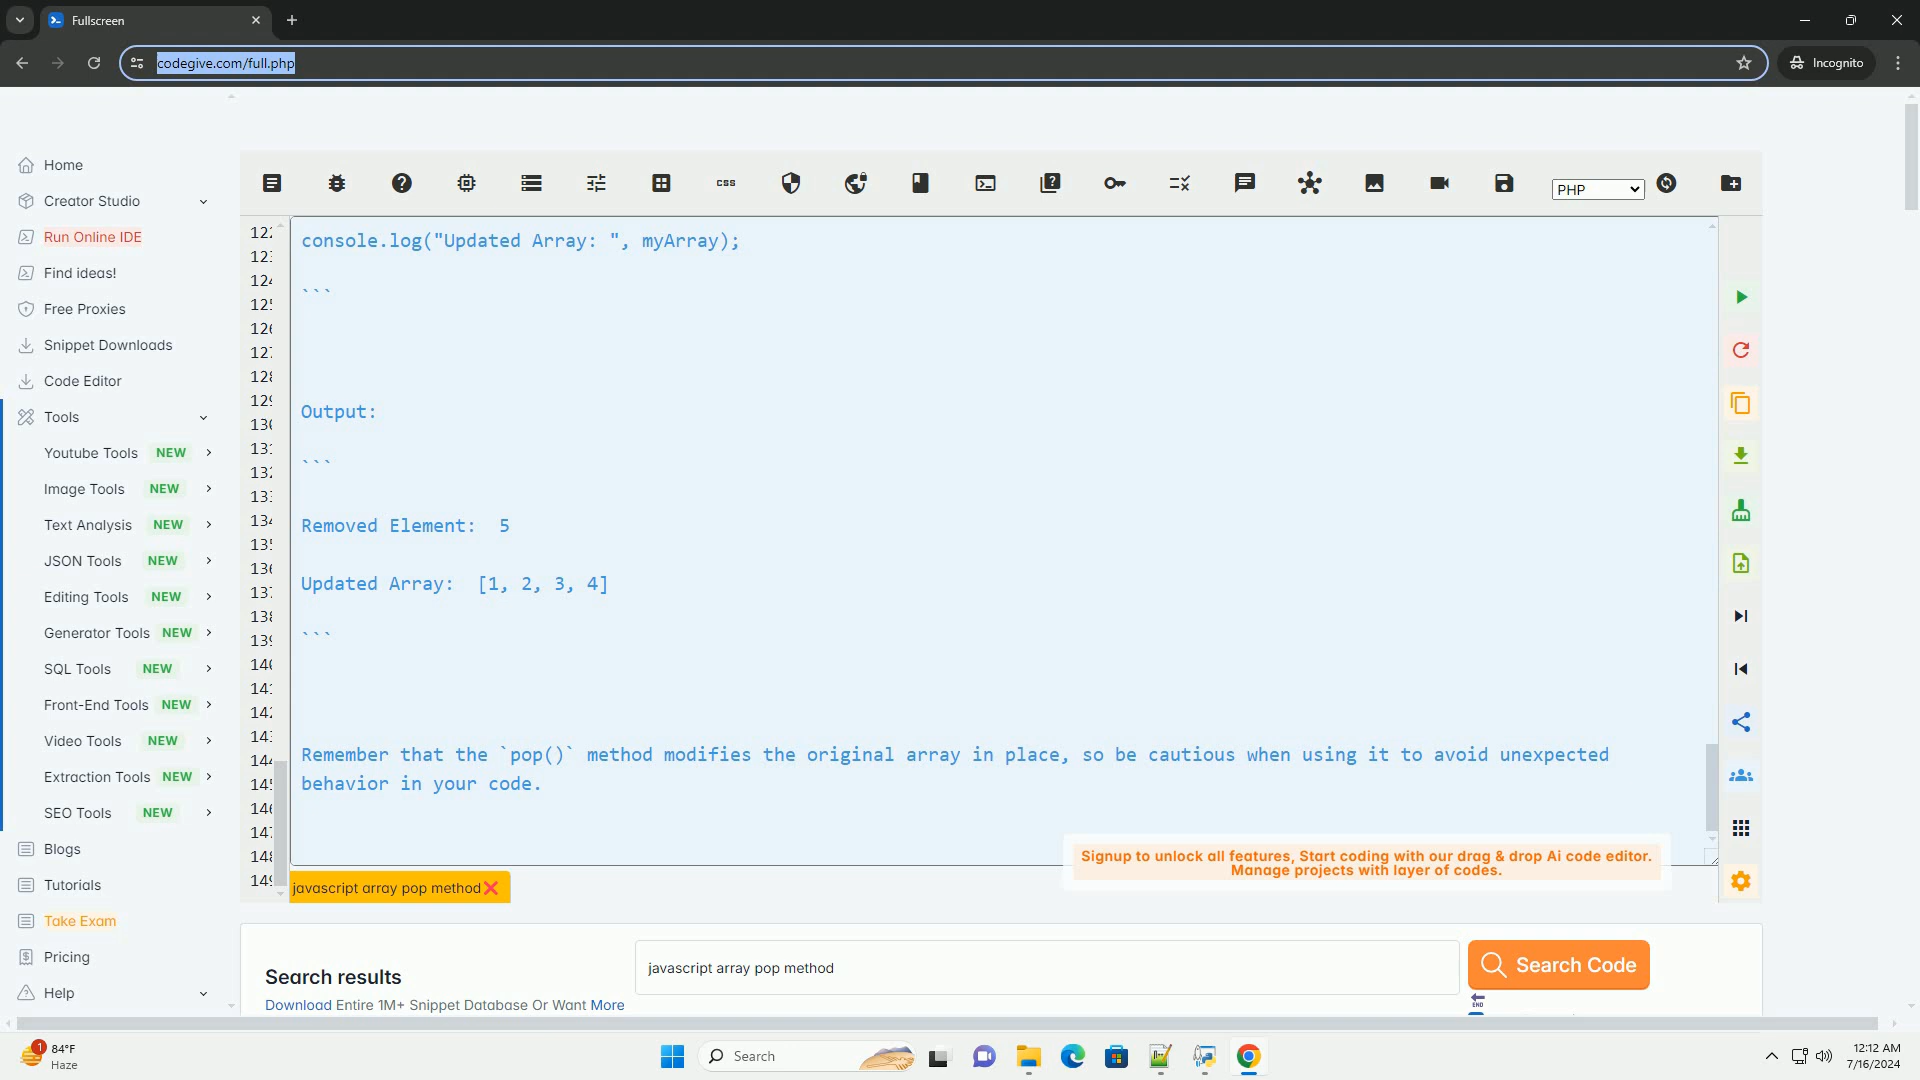 Fullscreen
codegive.com/full.php
Incognito
Home
Creator Studio
Run Online IDE
Find ideas!
Free Proxies
Snippet Downloads
Code Editor
Tools
Youtube Tools NEW
Image Tools NEW
Text Analysis NEW
JSON Tools NEW
Editing Tools NEW
Generator Tools NEW
SQL Tools NEW
Front-End Tools NEW
Video Tools NEW
Extraction Tools NEW
SEO Tools NEW
Blogs
Tutorials
Take Exam
Pricing
Help
css
PHP
console.log("Updated Array: ", myArray);
```
Output:
```
Removed Element:  5
Updated Array:  [1, 2, 3, 4]
```
Remember that the `pop()` method modifies the original array in place, so be cautious when using it to avoid unexpected
behavior in your code.
Signup to unlock all features, Start coding with our drag & drop Ai code editor.
Manage projects with layer of codes.
javascript array pop method
Search results
Download Entire 1M+ Snippet Database Or Want More
javascript array pop method
Search Code
END
1
84°F
Haze
Search
12:12 AM
7/16/2024